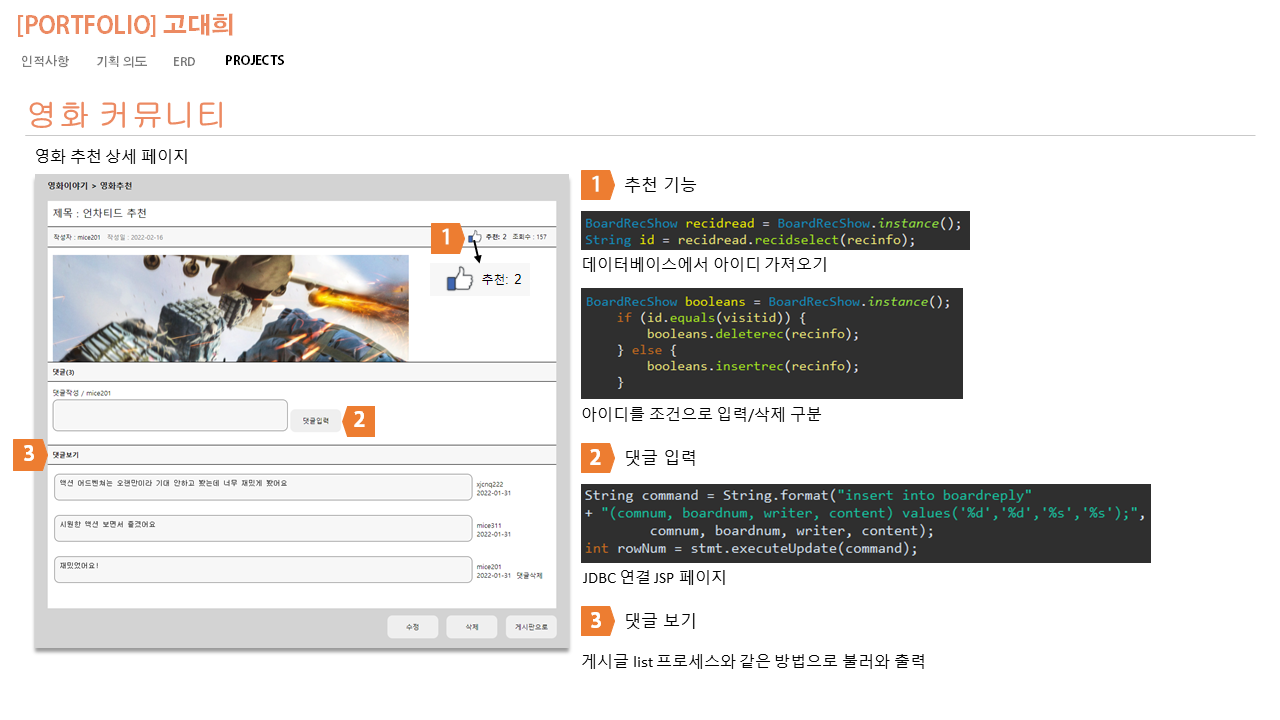 [PORTFOLIO] 고대희
인적사항 기획 의도 ERD PROJECTS
영화 커뮤니티
영화 추천 상세 페이지
영화이야기 > 영화추천
제목 : 언차티드 추천
작성자 : mice201 작성일 : 2022-02-16
1
추천: 2 조회수 : 157
추천: 2
댓글(3)
댓글작성 / mice201
댓글입력
2
3
댓글보기
액션 어드벤쳐는 오랜만이라 기대 안하고 봤는데 너무 재밌게 봤어요
xjcnq222
2022-01-31
시원한 액션 보면서 즐겼어요
mice311
2022-01-31
재밌었어요!
mice201
2022-01-31 댓글삭제
수정 삭제 게시판으로
1 추천 기능
BoardRecShow recidread = BoardRecShow.instance();
String id = recidread.recidselect(recinfo);
데이터베이스에서 아이디 가져오기
BoardRecShow booleans = BoardRecShow.instance();
if (id.equals(visitid)) {
booleans.deleterec(recinfo);
} else {
booleans.insertrec(recinfo);
}
아이디를 조건으로 입력/삭제 구분
2 댓글 입력
String command = String.format("insert into boardreply"
+ "(comnum, boardnum, writer, content) values('%d','%d','%s','%s');",
comnum, boardnum, writer, content);
int rowNum = stmt.executeUpdate(command);
JDBC 연결 JSP 페이지
3 댓글 보기
게시글 list 프로세스와 같은 방법으로 불러와 출력